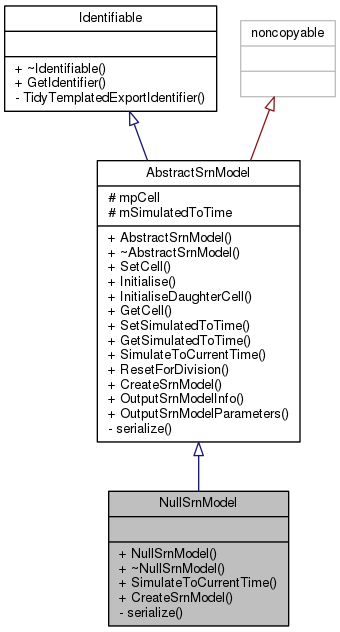 Identifiable
+ ~Identifiable()
+ GetIdentifier()
- TidyTemplatedExportIdentifier()
noncopyable
AbstractSrnModel
# mpCell
# mSimulatedToTime
+ AbstractSrnModel()
+ ~AbstractSrnModel()
+ SetCell()
+ Initialise()
+ InitialiseDaughterCell()
+ GetCell()
+ SetSimulatedToTime()
+ GetSimulatedToTime()
+ SimulateToCurrentTime()
+ ResetForDivision()
+ CreateSrnModel()
+ OutputSrnModelInfo()
+ OutputSrnModelParameters()
- serialize()
NullSrnModel
+ NullSrnModel()
+ ~NullSrnModel()
+ SimulateToCurrentTime()
+ CreateSrnModel()
- serialize()